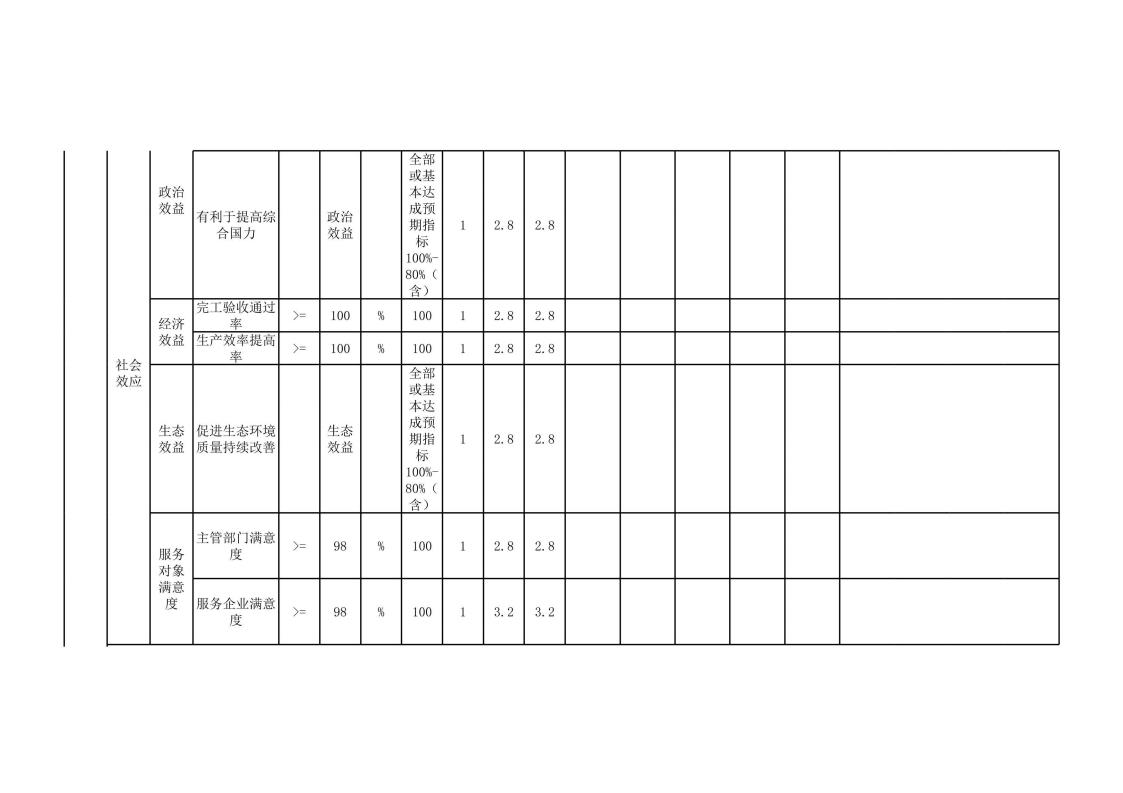 社会
效应
政治
效益
有利于提高综
合国力
政治
效益
全部
或基
本达
成预
期指
标
100%-
80%（
含）
1
2.8
2.8
经济
效益
完工验收通过
率
>=
100
%
100
1
2.8
2.8
生产效率提高
率
>=
100
%
100
1
2.8
2.8
生态
效益
促进生态环境
质量持续改善
生态
效益
全部
或基
本达
成预
期指
标
100%-
80%（
含）
1
2.8
2.8
服务
对象
满意
度
主管部门满意
度
>=
98
%
100
1
2.8
2.8
服务企业满意
度
>=
98
%
100
1
3.2
3.2